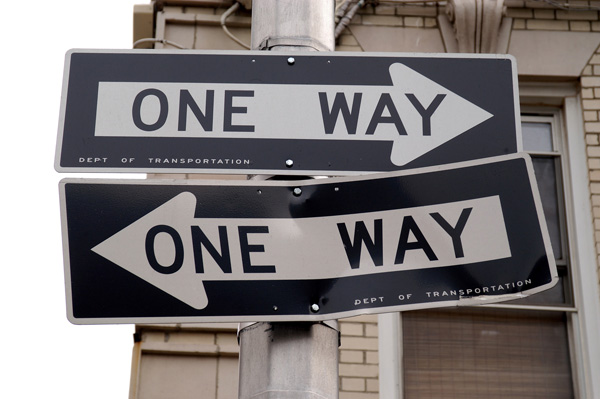 ONE WAY
DEPT OF TRANSPORTATION
ONE WAY
DEPT OF TRANSPORTATION